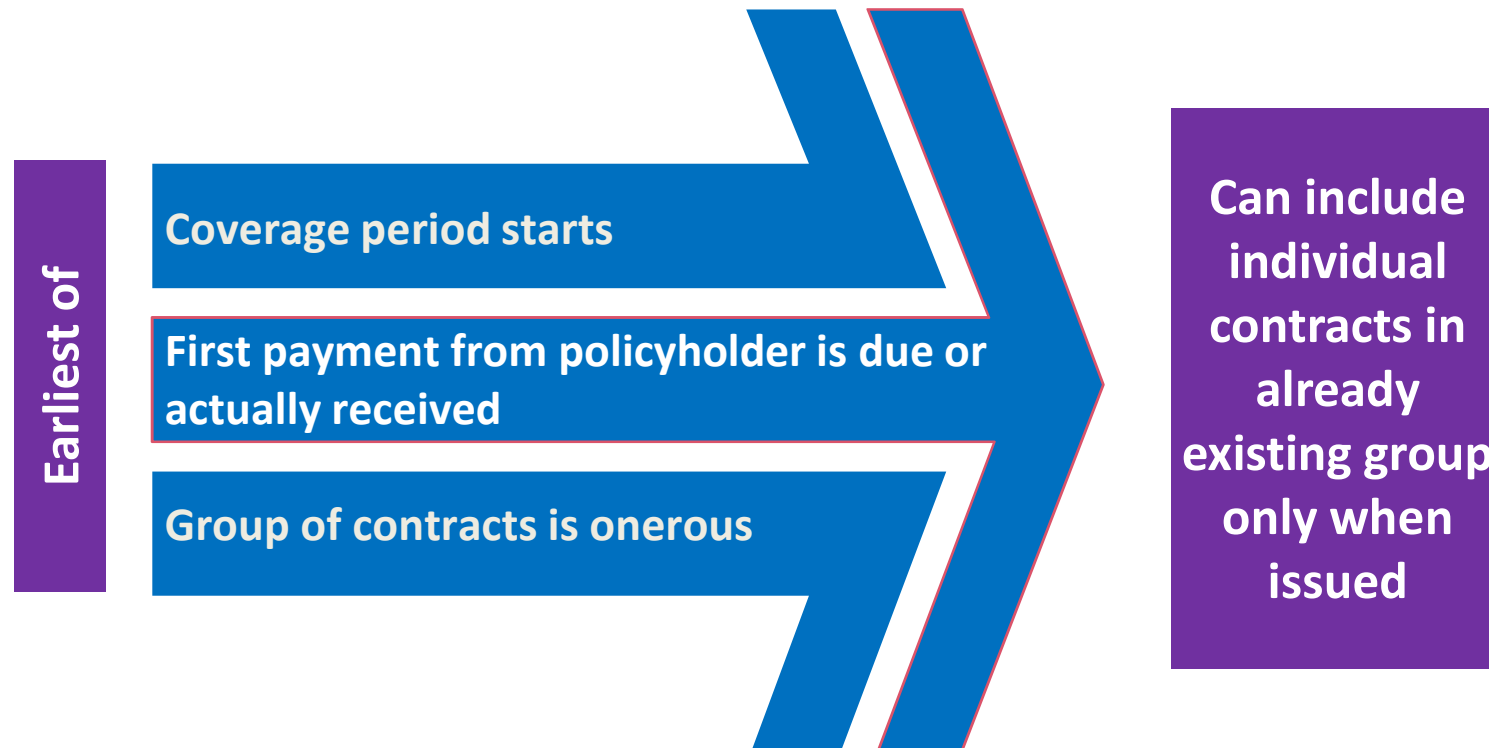 Earliest of
Coverage period starts
First payment from policyholder is due or
actually received
Group of contracts is onerous
Can include
individual
contracts in
already
existing group
only when
issued